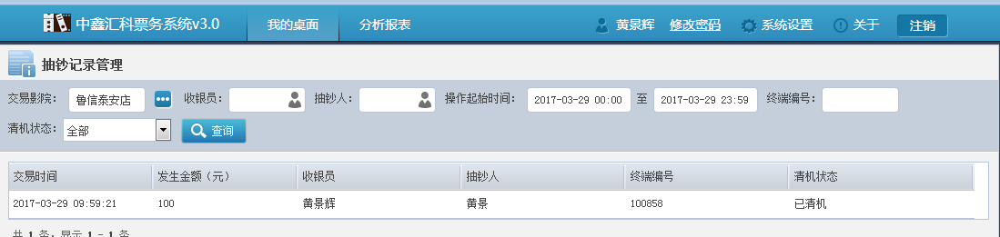 中鑫汇科票务系统v3.0 我的桌面 分析报表 黄景辉 修改密码 系统设置 关于 注销
抽钞记录管理
交易影院： 鲁信泰安店 收银员： 抽钞人： 操作起始时间： 2017-03-29 00:00 至 2017-03-29 23:59 终端编号：
清机状态： 全部 查询
交易时间 发生金额（元） 收银员 抽钞人 终端编号 清机状态
2017-03-29 09:59:21 100 黄景辉 黄景 100858 已清机
共 1 条，显示 1 - 1 条